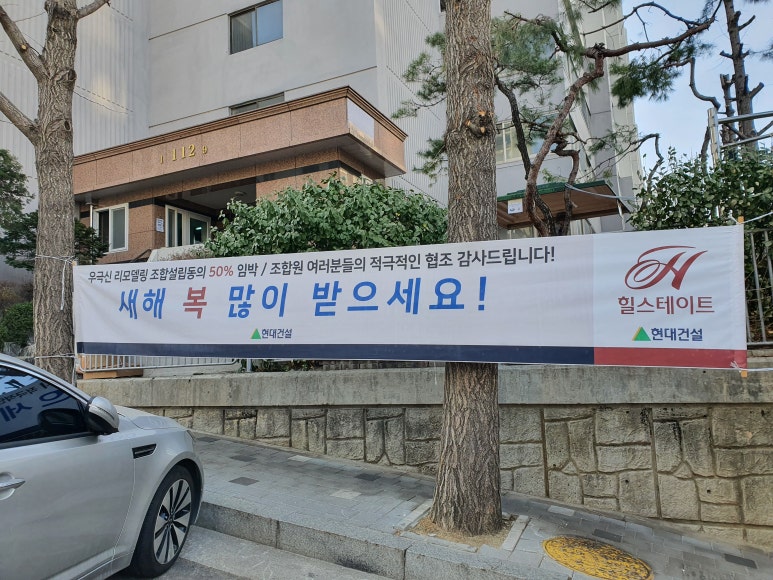 112
우극신 리모델링 조합설립동의 50% 임박 / 조합원 여러분들의 적극적인 협조 감사드립니다!
새해 복 많이 받으세요!
현대건설
H
힐스테이트
현대건설